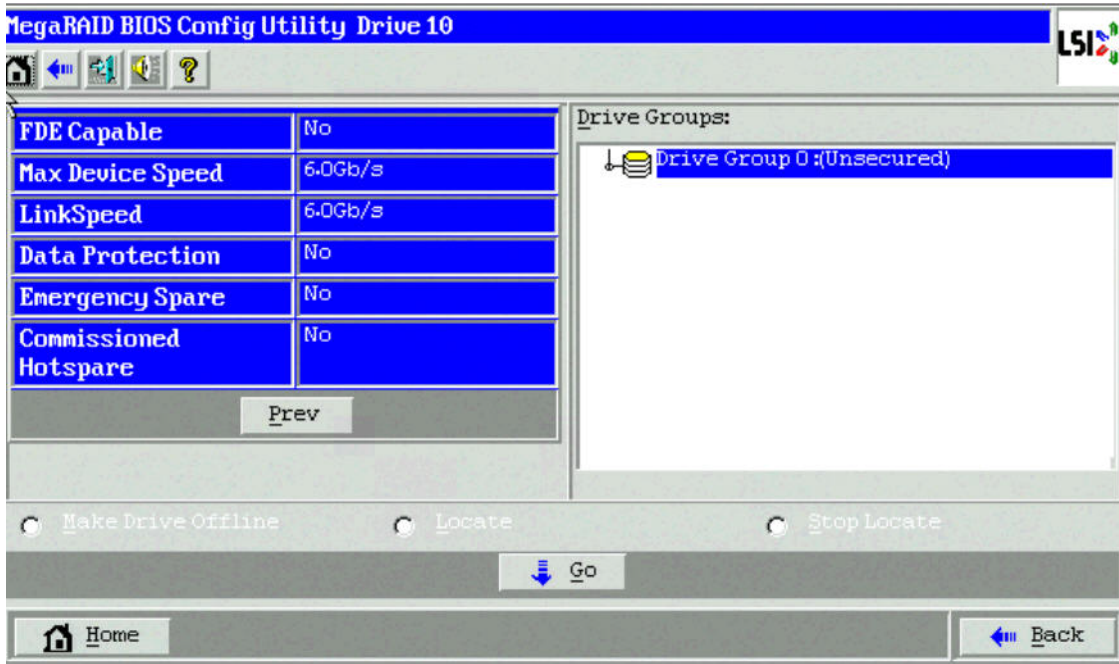 MegaRAID BIOS Config Utility Drive 10
LSI
FDE Capable No
Max Device Speed 6.0Gb/s
LinkSpeed 6.0Gb/s
Data Protection No
Emergency Spare No
Commissioned Hotspare No
Prev
Drive Groups:
Drive Group 0:(Unsecured)
Make Drive Offline Locate Stop Locate
Go
Home Back